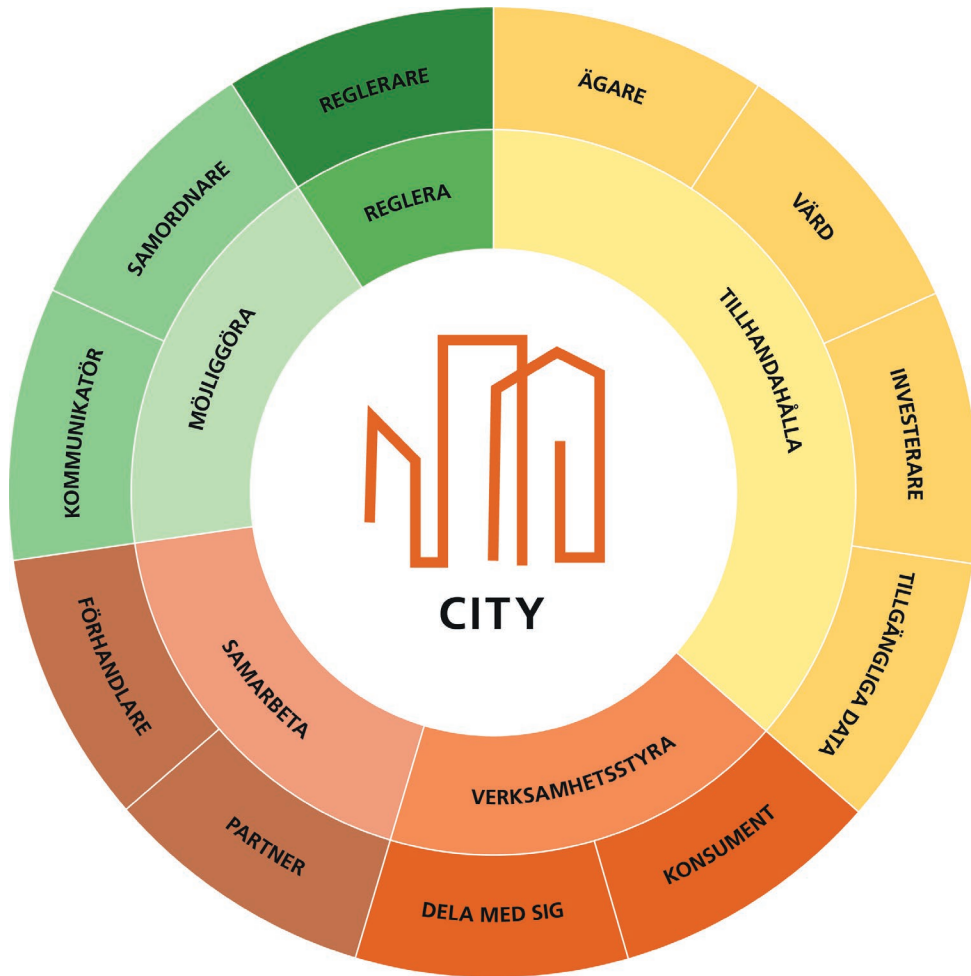 REGLERARE
ÄGARE
VÄRD
INVESTERARE
TILLGÄNGLIGA DATA
KONSUMENT
DELA MED SIG
PARTNER
FÖRHANDLARE
KOMMUNIKATÖR
SAMORDNARE
REGLERA
TILLHANDAHÅLLA
VERKSAMHETSSTYRA
SAMARBETA
MÖJLIGGÖRA
CITY